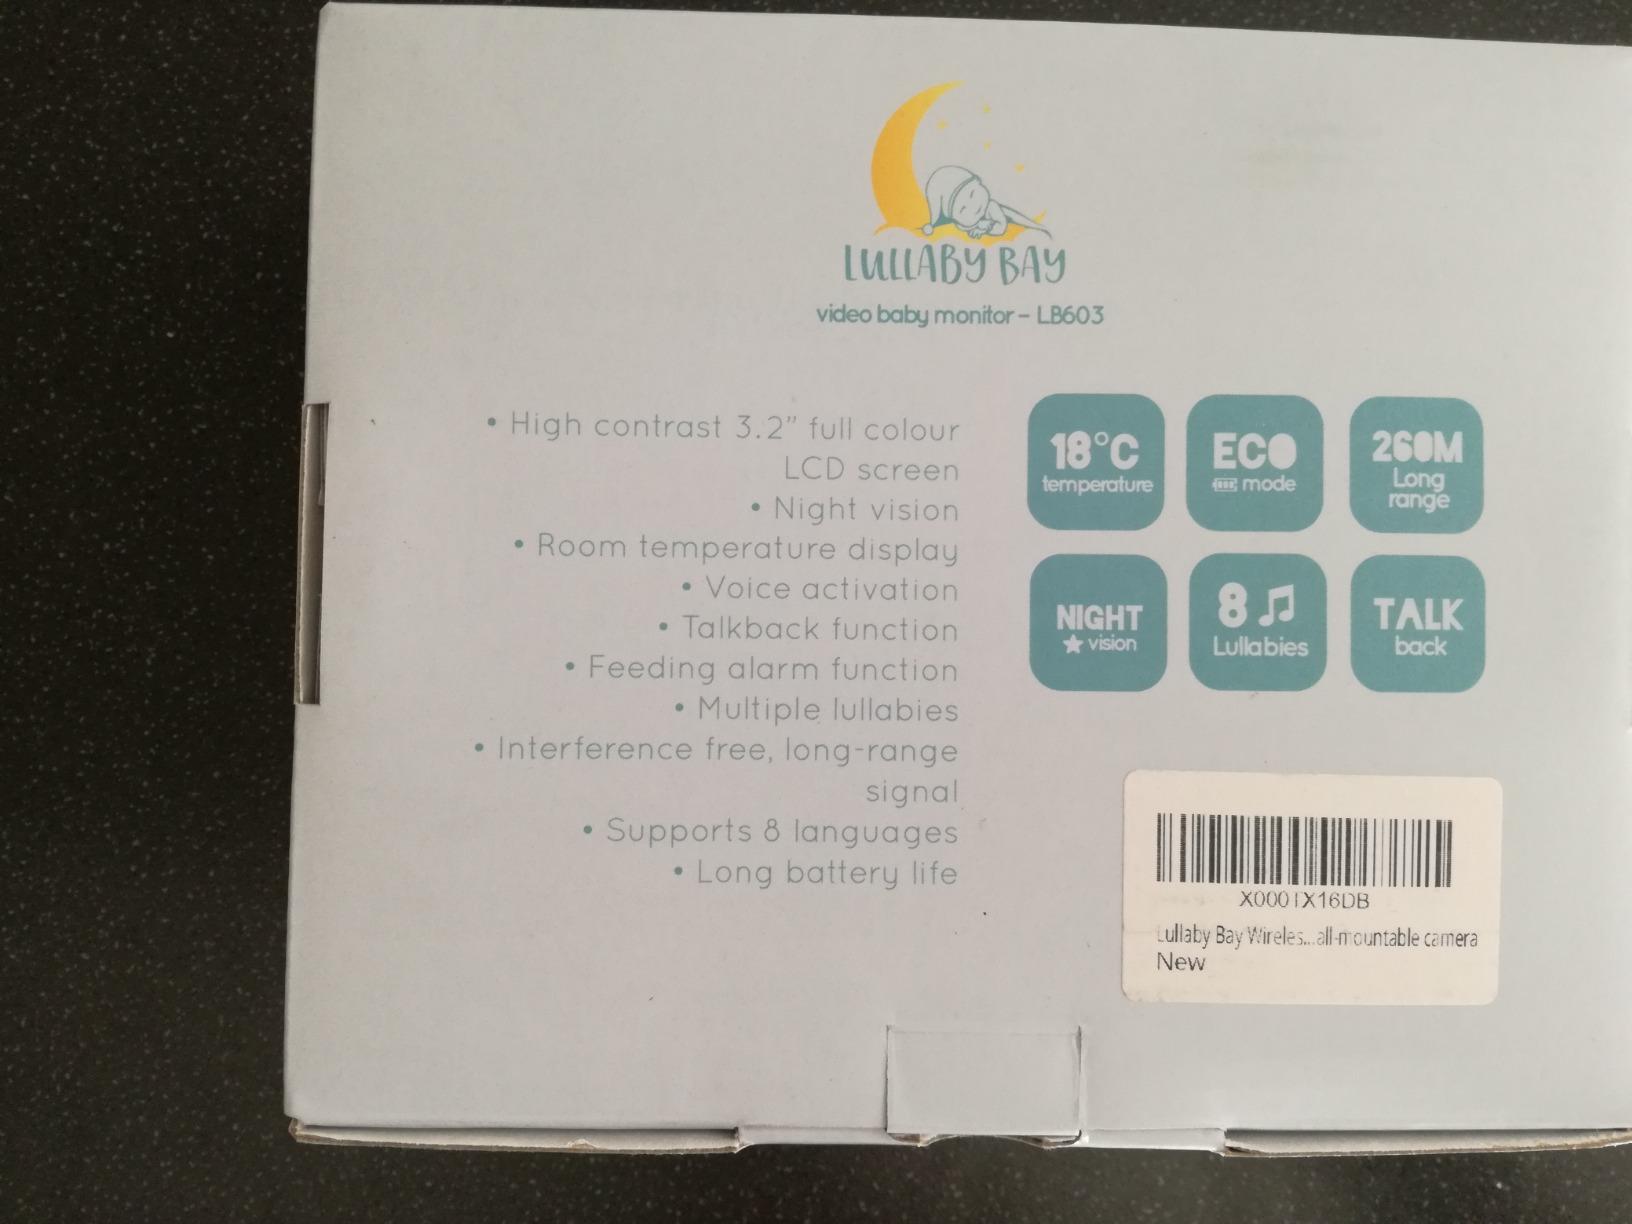 LULLABY BAY
video baby monitor – LB603
• High contrast 3.2" full colour
LCD screen
• Night vision
• Room temperature display
• Voice activation
• Talkback function
• Feeding alarm function
• Multiple lullabies
• Interference free, long-range
signal
• Supports 8 languages
• Long battery life
18°C
temperature
ECO
mode
260M
Long
range
NIGHT
vision
8
Lullabies
TALK
back
X0001X16DB
Lullaby Bay Wireles...all-mountable camera
New